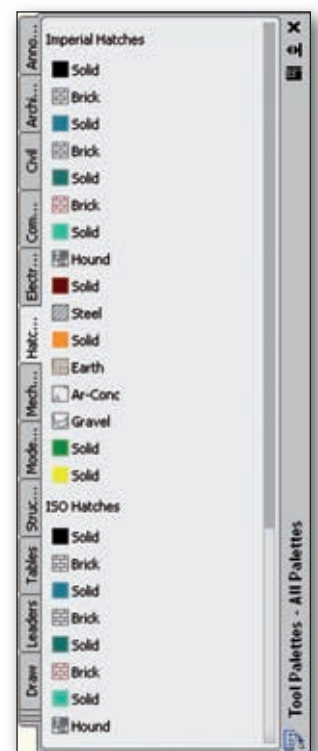 Anno...
Archi...
Civil
Com...
Electr...
Hatc...
Mech...
Mode...
Struc...
Tables
Leaders
Draw
Imperial Hatches
Solid
Brick
Solid
Brick
Solid
Brick
Solid
Hound
Solid
Steel
Solid
Earth
Ar-Conc
Gravel
Solid
Solid
ISO Hatches
Solid
Brick
Solid
Brick
Solid
Brick
Solid
Hound
Tool Palettes - All Palettes